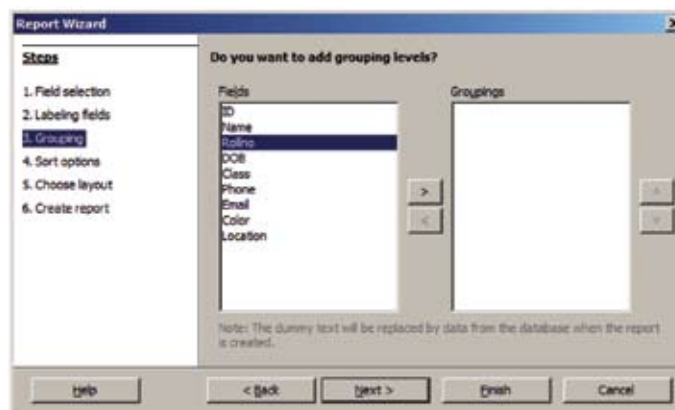 Report Wizard
Steps
1. Field selection
2. Labeling fields
3. Grouping
4. Sort options
5. Choose layout
6. Create report
Do you want to add grouping levels?
Fields
ID
Name
Rollno
DOB
Class
Phone
Email
Color
Location
>
<
Groupings
Note: The dummy text will be replaced by data from the database when the report
is created.
Help
< Back
Next >
Finish
Cancel